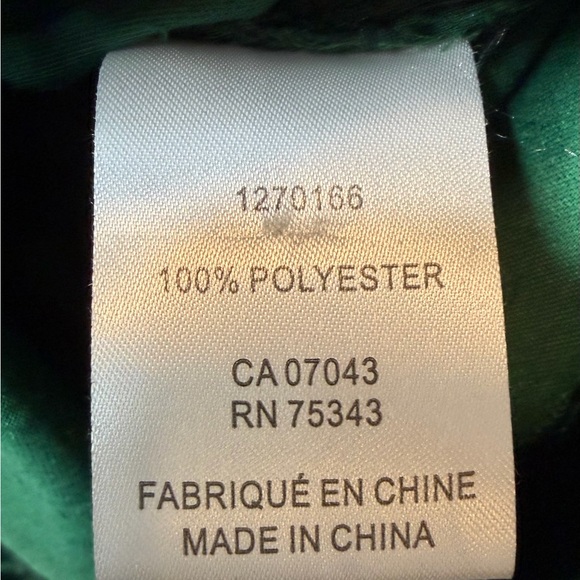 1270166
100% POLYESTER
CA 07043
RN 75343
FABRIQUÉ EN CHINE
MADE IN CHINA